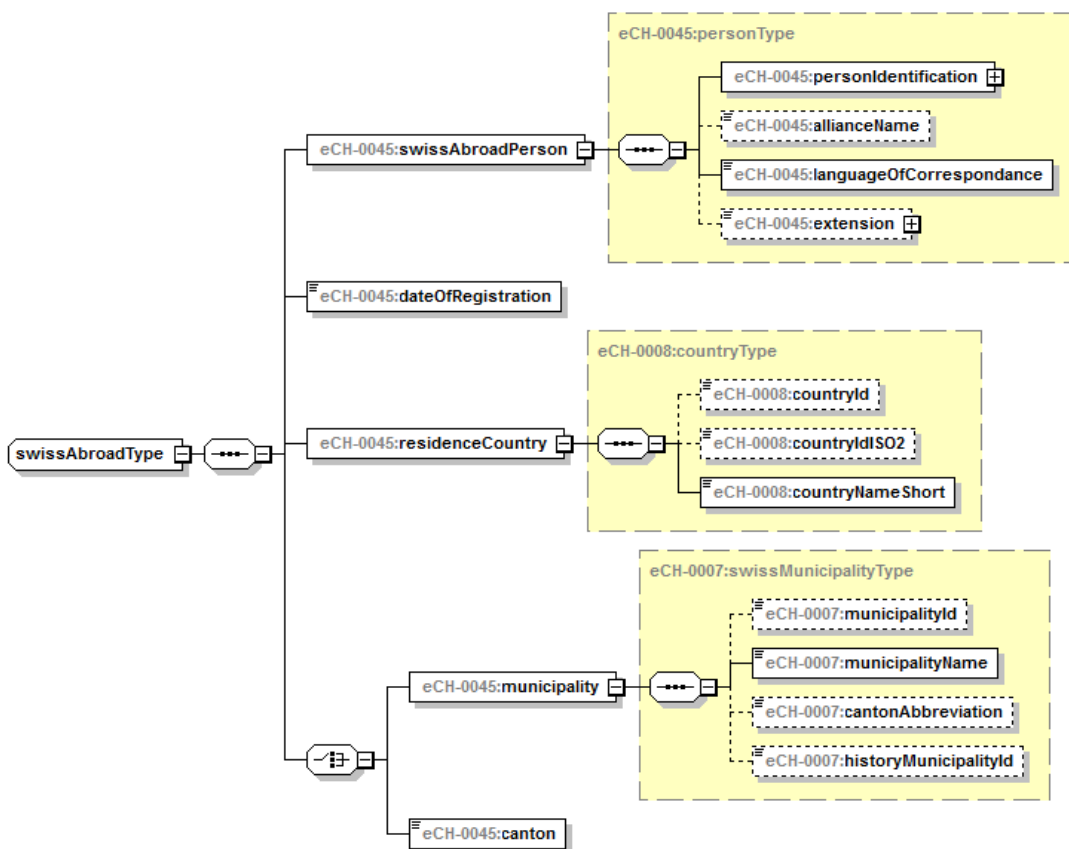 eCH-0045:personType
eCH-0045:personIdentification
eCH-0045:allianceName
eCH-0045:swissAbroadPerson
eCH-0045:languageOfCorrespondance
eCH-0045:extension
eCH-0045:dateOfRegistration
eCH-0008:countryType
eCH-0008:countryId
swissAbroadType
eCH-0045:residenceCountry
eCH-0008:countryIdISO2
eCH-0008:countryNameShort
eCH-0007:swissMunicipalityType
eCH-0007:municipalityId
eCH-0045:municipality
eCH-0007:municipalityName
eCH-0007:cantonAbbreviation
eCH-0007:historyMunicipalityId
eCH-0045:canton